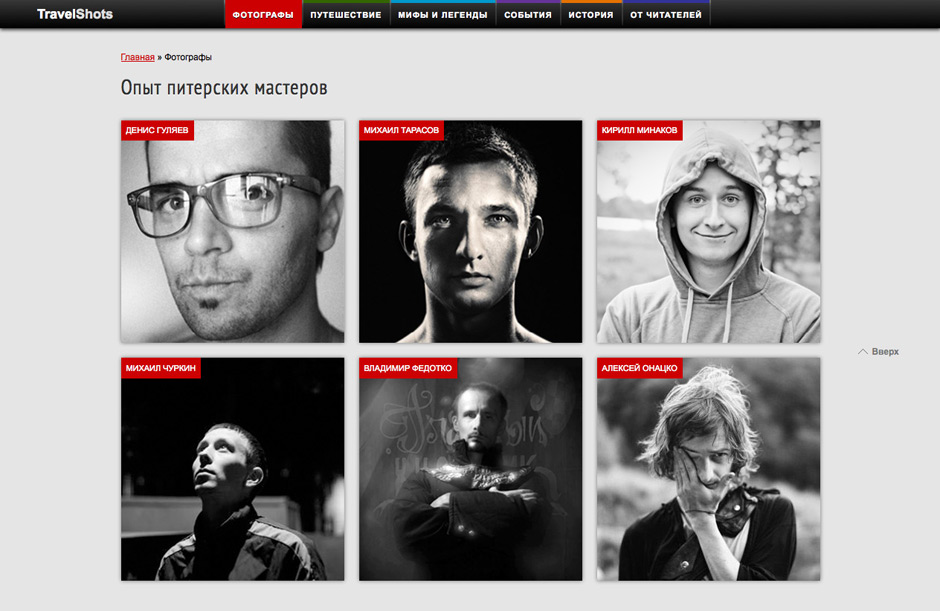 TravelShots
ФОТОГРАФЫ ПУТЕШЕСТВИЕ МИФЫ И ЛЕГЕНДЫ СОБЫТИЯ ИСТОРИЯ ОТ ЧИТАТЕЛЕЙ
Главная » Фотографы
Опыт питерских мастеров
ДЕНИС ГУЛЯЕВ
МИХАИЛ ТАРАСОВ
КИРИЛЛ МИНАКОВ
МИХАИЛ ЧУРКИН
ВЛАДИМИР ФЕДОТКО
АЛЕКСЕЙ ОНАЦКО
Вверх